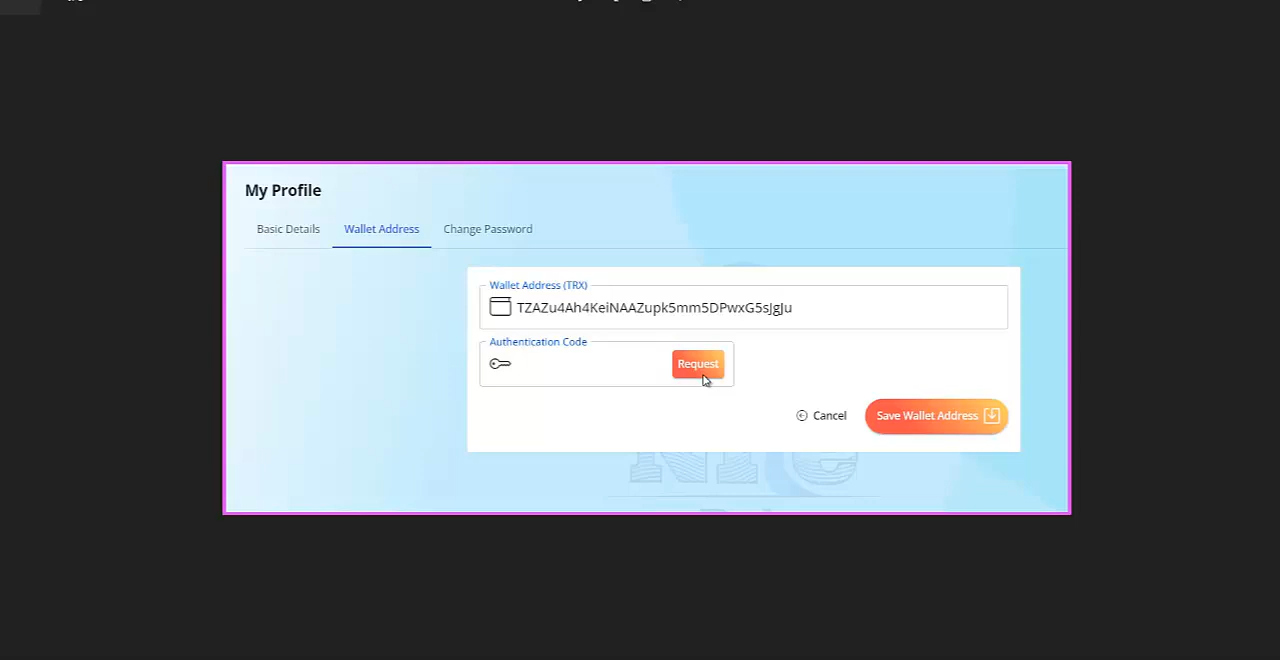 My Profile
Basic Details Wallet Address Change Password
Wallet Address (TRX)
TZAZu4Ah4KeiNAAZupk5mm5DPwxG5sJgJu
Authentication Code
Request
Cancel Save Wallet Address